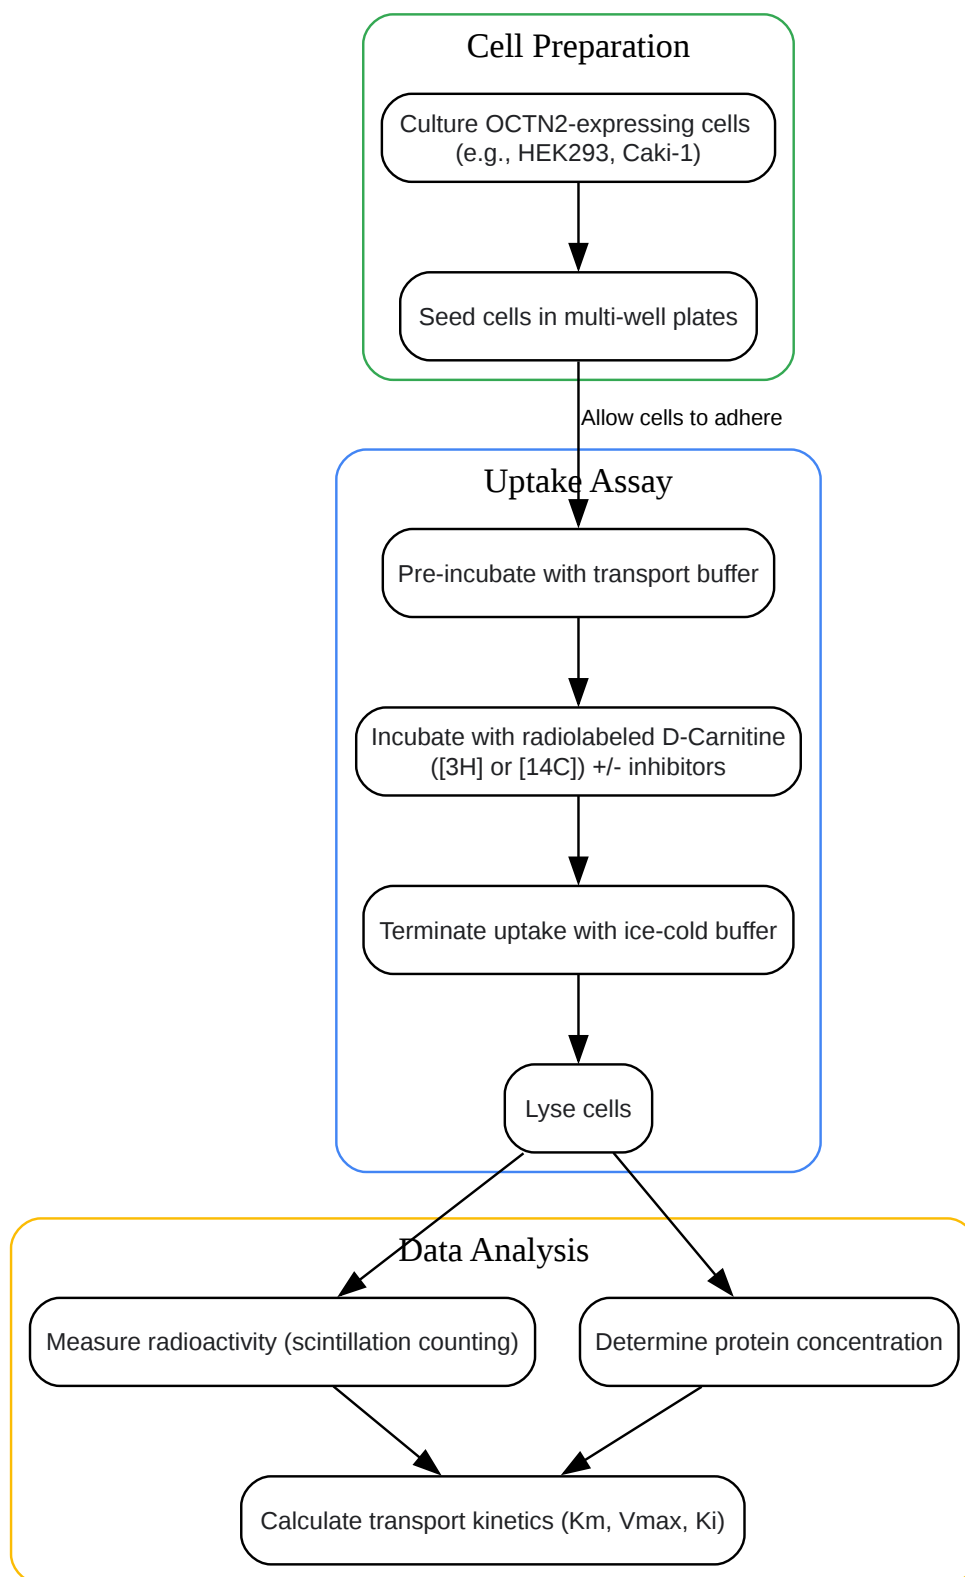 Cell Preparation
Culture OCTN2-expressing cells
(e.g., HEK293, Caki-1)
Seed cells in multi-well plates
Allow cells to adhere
Uptake Assay
Pre-incubate with transport buffer
Incubate with radiolabeled D-Carnitine
([3H] or [14C]) +/- inhibitors
Terminate uptake with ice-cold buffer
Lyse cells
Data Analysis
Measure radioactivity (scintillation counting)
Determine protein concentration
Calculate transport kinetics (Km, Vmax, Ki)